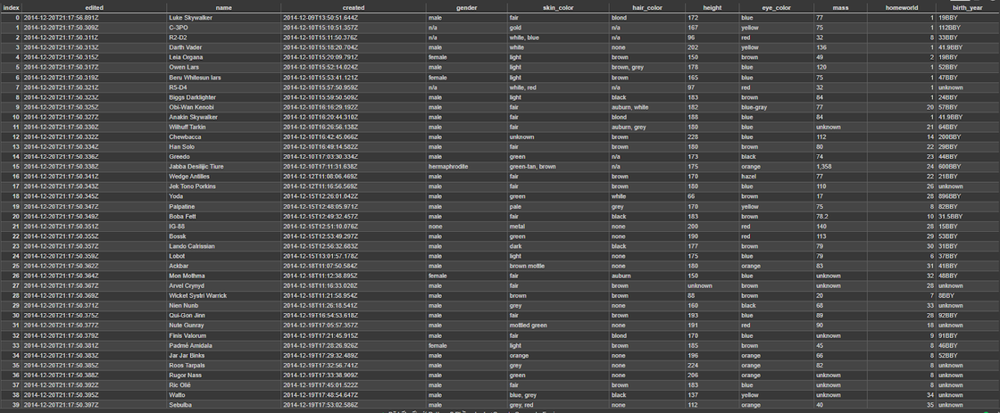 index edited name created gender skin_color hair_color height eye_color mass homeworld birth_year
0 2014-12-20T21:17:56.891Z Luke Skywalker 2014-12-09T13:50:51.644Z male fair blond 172 blue 77 1 19BBY
1 2014-12-20T21:17:50.309Z C-3PO 2014-12-10T15:10:51.357Z n/a gold n/a 167 yellow 75 1 112BBY
2 2014-12-20T21:17:50.311Z R2-D2 2014-12-10T15:11:50.376Z n/a white, blue n/a 96 red 32 8 33BBY
3 2014-12-20T21:17:50.313Z Darth Vader 2014-12-10T15:18:20.704Z male white none 202 yellow 136 1 41.9BBY
4 2014-12-20T21:17:50.315Z Leia Organa 2014-12-10T15:20:09.791Z female light brown 150 brown 49 2 19BBY
5 2014-12-20T21:17:50.317Z Owen Lars 2014-12-10T15:52:14.024Z male light brown, grey 178 blue 120 1 52BBY
6 2014-12-20T21:17:50.319Z Beru Whitesun lars 2014-12-10T15:53:41.121Z female light brown 165 blue 75 1 47BBY
7 2014-12-20T21:17:50.321Z R5-D4 2014-12-10T15:57:50.959Z n/a white, red n/a 97 red 32 1 unknown
8 2014-12-20T21:17:50.323Z Biggs Darklighter 2014-12-10T15:59:50.509Z male light black 183 brown 84 1 24BBY
9 2014-12-20T21:17:50.325Z Obi-Wan Kenobi 2014-12-10T16:16:29.192Z male fair auburn, white 182 blue-gray 77 20 57BBY
10 2014-12-20T21:17:50.327Z Anakin Skywalker 2014-12-10T16:20:44.310Z male fair blond 188 blue 84 1 41.9BBY
11 2014-12-20T21:17:50.330Z Wilhuff Tarkin 2014-12-10T16:26:56.138Z male fair auburn, grey 180 blue unknown 21 64BBY
12 2014-12-20T21:17:50.332Z Chewbacca 2014-12-10T16:42:45.066Z male unknown brown 228 blue 112 14 200BBY
13 2014-12-20T21:17:50.334Z Han Solo 2014-12-10T16:49:14.582Z male fair brown 180 brown 80 22 29BBY
14 2014-12-20T21:17:50.336Z Greedo 2014-12-10T17:03:30.334Z male green n/a 173 black 74 23 44BBY
15 2014-12-20T21:17:50.338Z Jabba Desilijic Tiure 2014-12-10T17:11:31.638Z hermaphrodite green-tan, brown n/a 175 orange 1,358 24 600BBY
16 2014-12-20T21:17:50.341Z Wedge Antilles 2014-12-12T11:08:06.469Z male fair brown 170 hazel 77 22 21BBY
17 2014-12-20T21:17:50.343Z Jek Tono Porkins 2014-12-12T11:16:56.569Z male fair brown 180 blue 110 26 unknown
18 2014-12-20T21:17:50.345Z Yoda 2014-12-15T12:26:01.042Z male green white 66 brown 17 28 896BBY
19 2014-12-20T21:17:50.347Z Palpatine 2014-12-15T12:48:05.971Z male pale grey 170 yellow 75 8 82BBY
20 2014-12-20T21:17:50.349Z Boba Fett 2014-12-15T12:49:32.457Z male fair black 183 brown 78.2 10 31.5BBY
21 2014-12-20T21:17:50.351Z IG-88 2014-12-15T12:51:10.076Z none metal none 200 red 140 28 15BBY
22 2014-12-20T21:17:50.355Z Bossk 2014-12-15T12:53:49.297Z male green none 190 red 113 29 53BBY
23 2014-12-20T21:17:50.357Z Lando Calrissian 2014-12-15T12:56:32.683Z male dark black 177 brown 79 30 31BBY
24 2014-12-20T21:17:50.359Z Lobot 2014-12-15T13:01:57.178Z male light none 175 blue 79 6 37BBY
25 2014-12-20T21:17:50.362Z Ackbar 2014-12-18T11:07:50.584Z male brown mottle none 180 orange 83 31 41BBY
26 2014-12-20T21:17:50.364Z Mon Mothma 2014-12-18T11:12:38.895Z female fair auburn 150 blue unknown 32 48BBY
27 2014-12-20T21:17:50.367Z Arvel Crynyd 2014-12-18T11:16:33.020Z male fair brown unknown brown unknown 28 unknown
28 2014-12-20T21:17:50.369Z Wicket Systri Warrick 2014-12-18T11:21:58.954Z male brown brown 88 brown 20 7 8BBY
29 2014-12-20T21:17:50.371Z Nien Nunb 2014-12-18T11:26:18.541Z male grey none 160 black 68 33 unknown
30 2014-12-20T21:17:50.375Z Qui-Gon Jinn 2014-12-19T16:54:53.618Z male fair brown 193 blue 89 28 92BBY
31 2014-12-20T21:17:50.377Z Nute Gunray 2014-12-19T17:05:57.357Z male mottled green none 191 red 90 18 unknown
32 2014-12-20T21:17:50.379Z Finis Valorum 2014-12-19T17:21:45.915Z male fair blond 170 blue unknown 9 91BBY
33 2014-12-20T21:17:50.381Z Padmé Amidala 2014-12-19T17:28:26.926Z female light brown 185 brown 45 8 46BBY
34 2014-12-20T21:17:50.383Z Jar Jar Binks 2014-12-19T17:29:32.489Z male orange none 196 orange 66 8 52BBY
35 2014-12-20T21:17:50.385Z Roos Tarpals 2014-12-19T17:32:56.741Z male grey none 224 orange 82 8 unknown
36 2014-12-20T21:17:50.388Z Rugor Nass 2014-12-19T17:33:38.909Z male green none 206 orange unknown 8 unknown
37 2014-12-20T21:17:50.392Z Ric Olié 2014-12-19T17:45:01.522Z male fair brown 183 blue unknown 8 unknown
38 2014-12-20T21:17:50.395Z Watto 2014-12-19T17:48:54.647Z male blue, grey black 137 yellow unknown 34 unknown
39 2014-12-20T21:17:50.397Z Sebulba 2014-12-19T17:53:02.586Z male grey, red none 112 orange 40 35 unknown